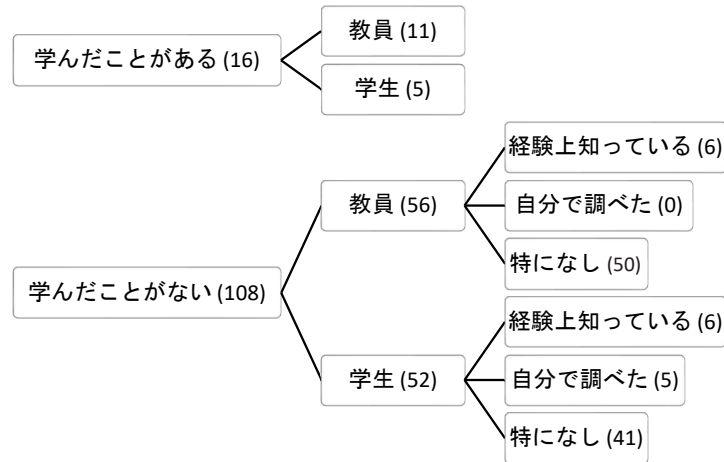 学んだことがある (16)
教員 (11)
学生 (5)
学んだことがない (108)
教員 (56)
経験上知っている (6)
自分で調べた (0)
特になし (50)
学生 (52)
経験上知っている (6)
自分で調べた (5)
特になし (41)